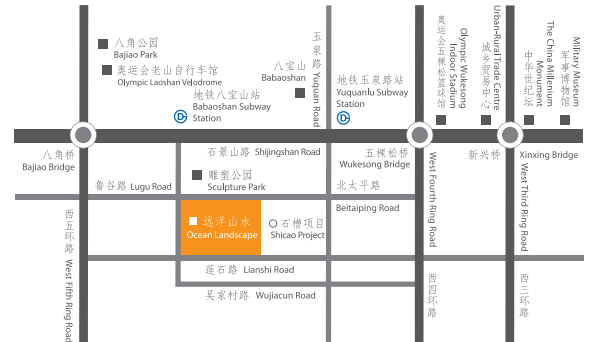 八角公园
Bajiao Park
奥运会老山自行车馆
Olympic Laoshan Velodrome
八宝山
Babaoshan
玉泉路 Yuquan Road
地铁八宝山站
Babaoshan Subway
Station
地铁玉泉路站
Yuquanlu Subway
Station
奥运会五棵松篮球馆
Olympic Wukesong
Indoor Stadium
城乡贸易中心
Urban-Rural Trade Centre
中华世纪坛
The China Millenium
Monument
军事博物馆
Military Museum
八角桥
Bajiao Bridge
石景山路 Shijingshan Road
五棵松桥
Wukesong Bridge
新兴桥 Xinxing Bridge
鲁谷路 Lugu Road
雕塑公园
Sculpture Park
北太平路
Beitaiping Road
远洋山水
Ocean Landscape
石槽项目
Shicao Project
西五环路 West Fifth Ring Road
West Fourth Ring Road
西四环路
West Third Ring Road
西三环路
莲石路 Lianshi Road
吴家村路 Wujiacun Road